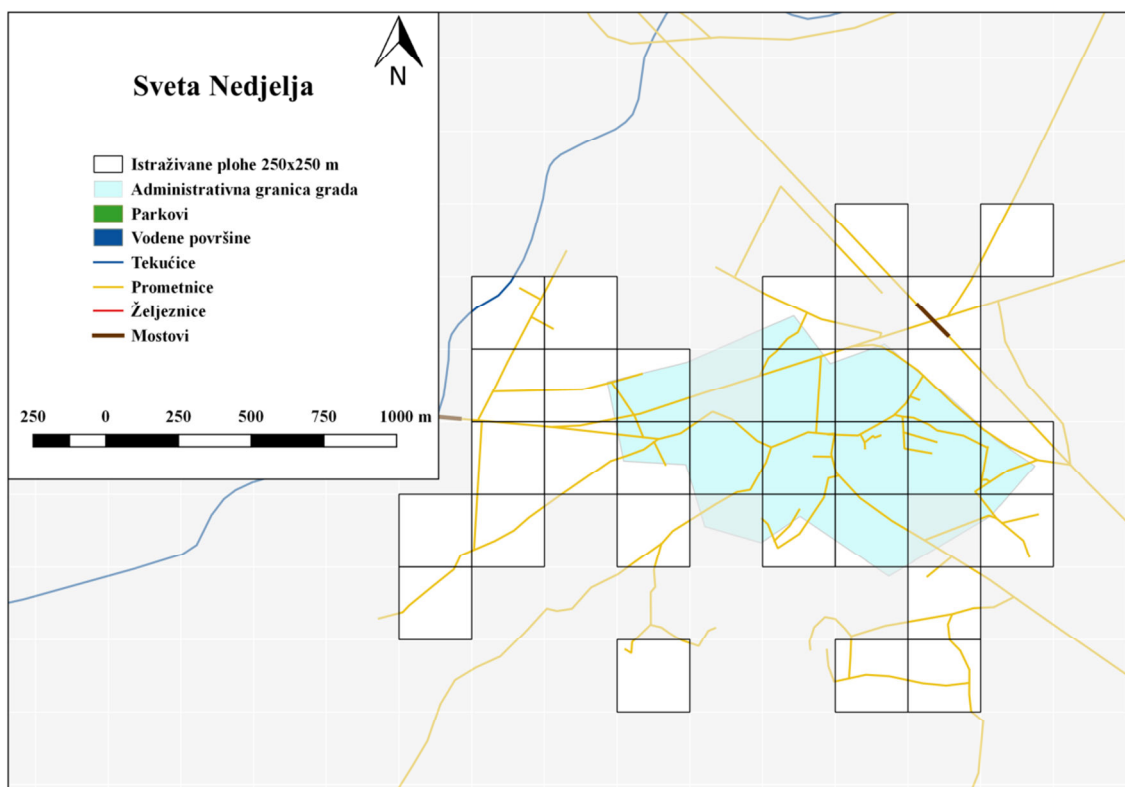 N
Sveta Nedjelja
Istraživane plohe 250x250 m
Administrativna granica grada
Parkovi
Vodene površine
Tekućice
Prometnice
Željeznice
Mostovi
250 0 250 500 750 1000 m